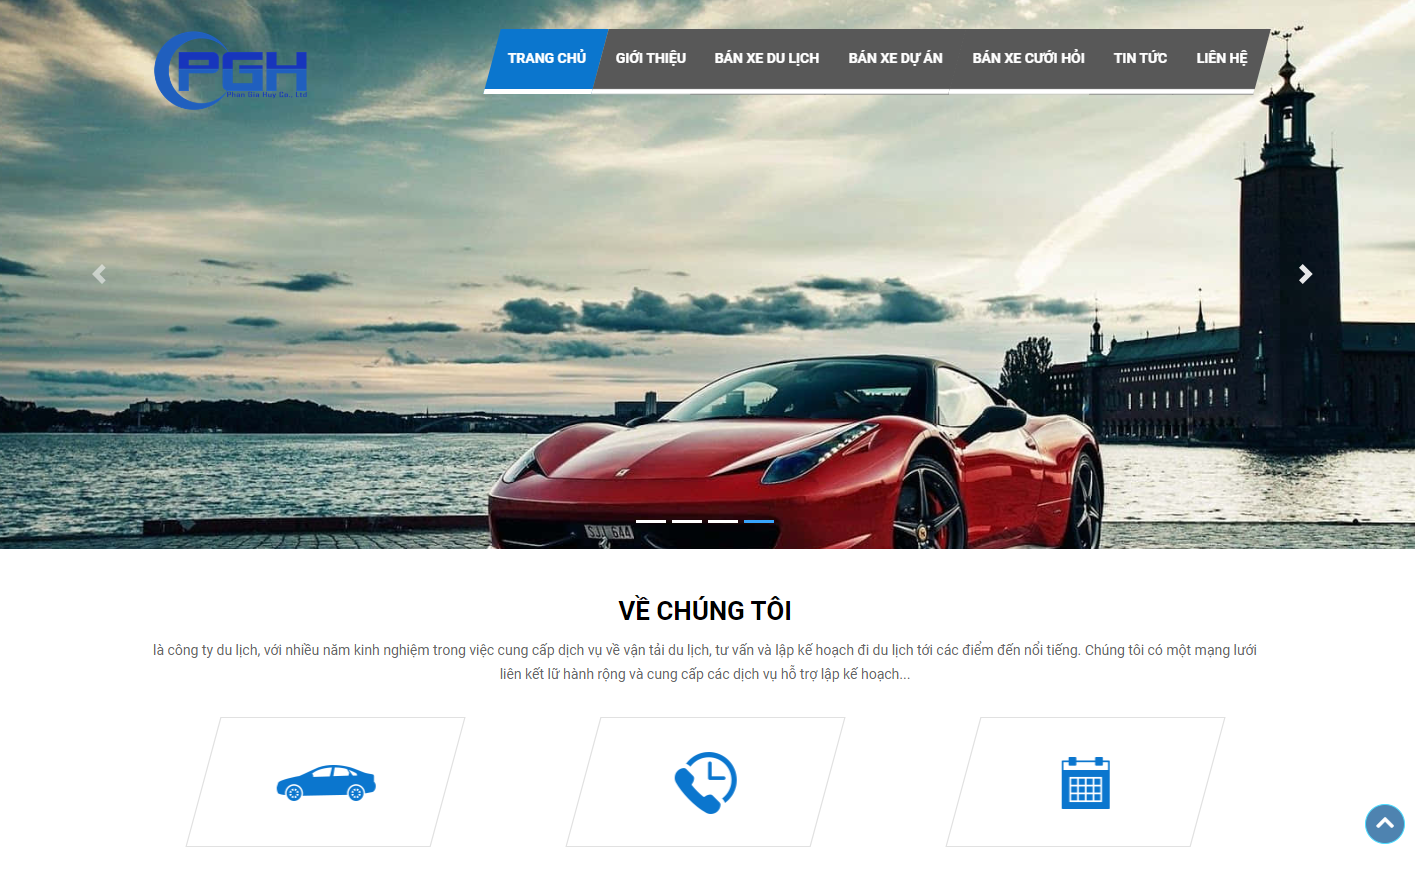 PGH
Phan Gia Huy Co., Ltd
TRANG CHỦ
GIỚI THIỆU
BÁN XE DU LỊCH
BÁN XE DỰ ÁN
BÁN XE CƯỚI HỎI
TIN TỨC
LIÊN HỆ
SJL 644
VỀ CHÚNG TÔI
là công ty du lịch, với nhiều năm kinh nghiệm trong việc cung cấp dịch vụ về vận tải du lịch, tư vấn và lập kế hoạch đi du lịch tới các điểm đến nổi tiếng. Chúng tôi có một mạng lưới
liên kết lữ hành rộng và cung cấp các dịch vụ hỗ trợ lập kế hoạch...